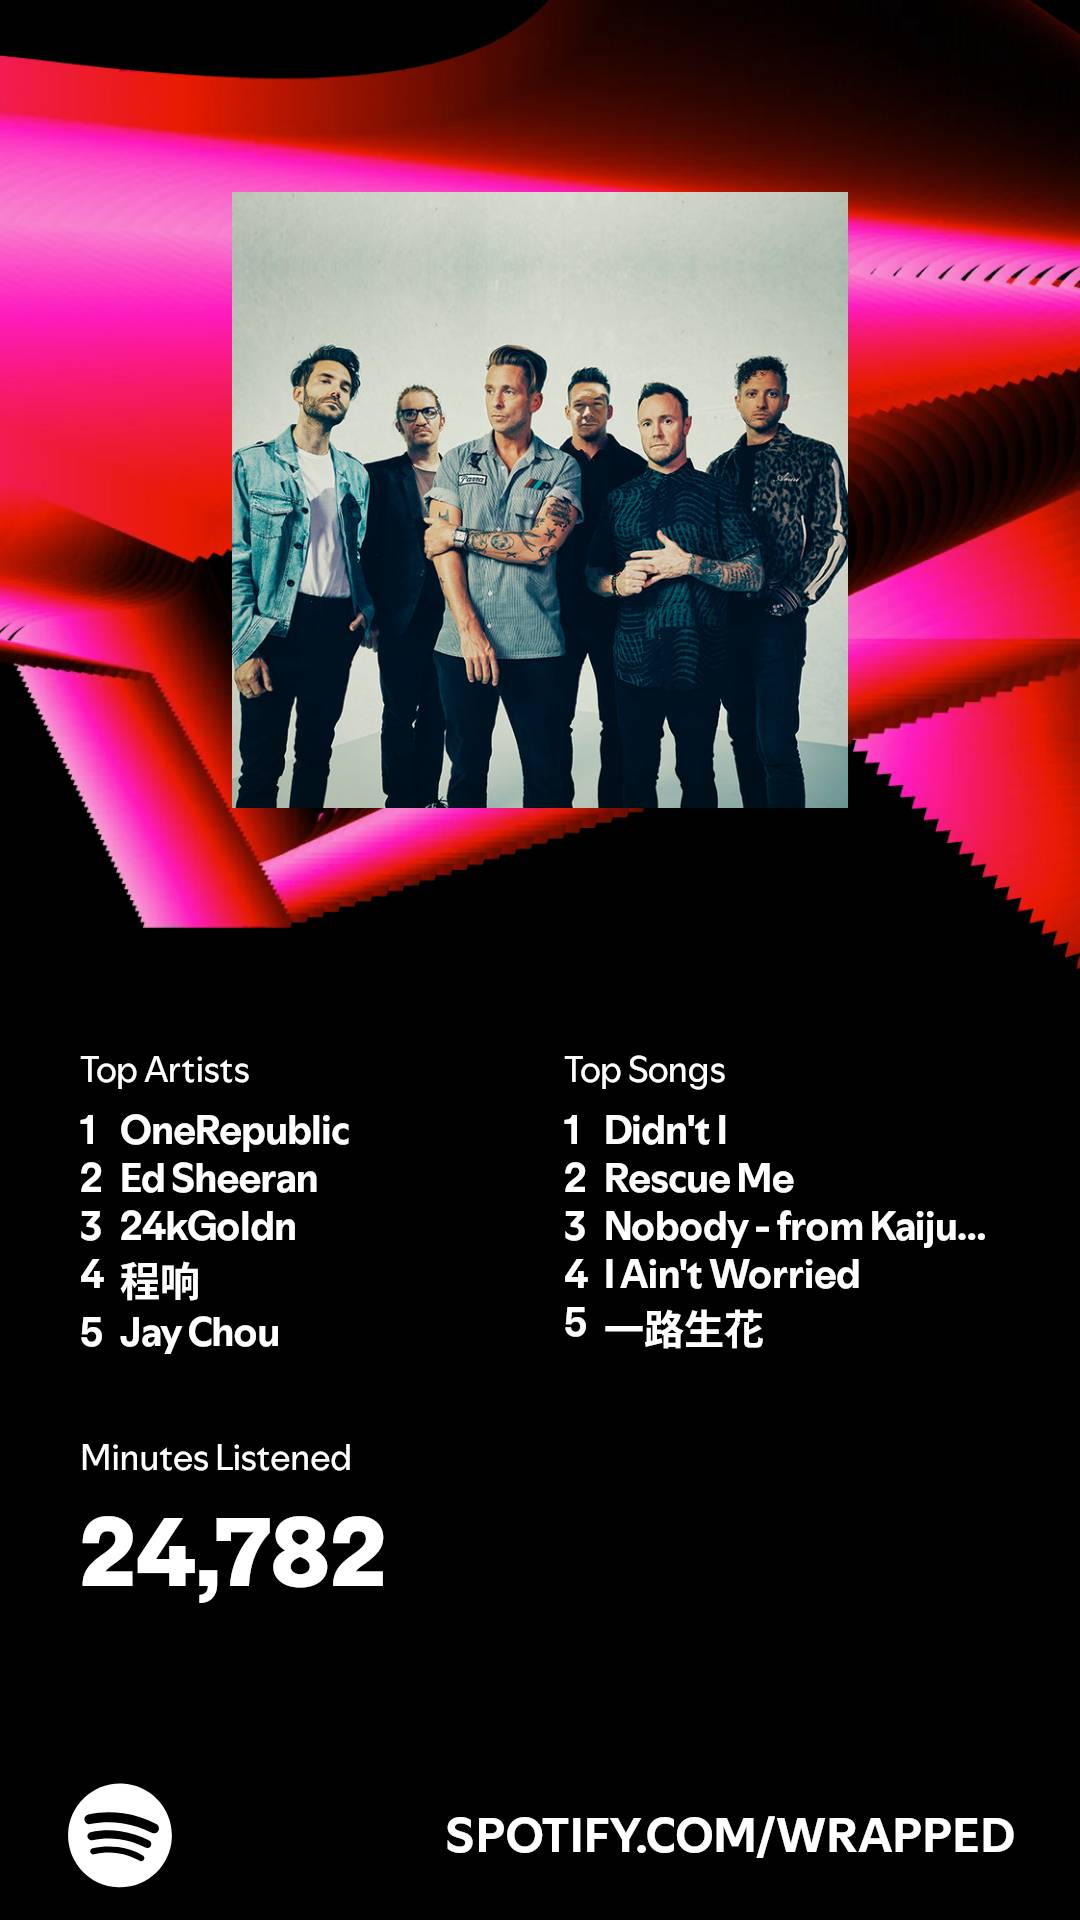 Parra
Amiri
Top Artists
1 OneRepublic
2 Ed Sheeran
3 24kGoldn
4 程响
5 Jay Chou
Top Songs
1 Didn't I
2 Rescue Me
3 Nobody - from Kaiju...
4 I Ain't Worried
5 一路生花
Minutes Listened
24,782
SPOTIFY.COM/WRAPPED